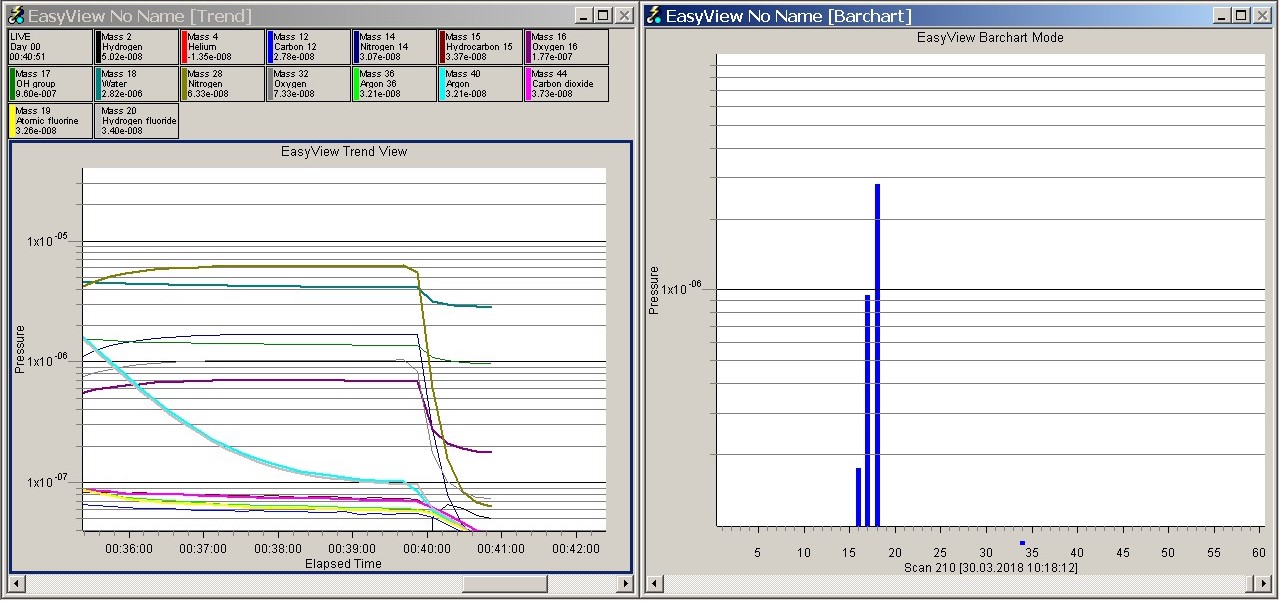 EasyView No Name [Trend]
LIVE
Day 00
00:40:51
Mass 2
Hydrogen
5.02e-008
Mass 4
Helium
-1.35e-008
Mass 12
Carbon 12
2.78e-008
Mass 14
Nitrogen 14
3.07e-008
Mass 15
Hydrocarbon 15
3.37e-008
Mass 16
Oxygen 16
1.77e-007
Mass 17
OH group
9.60e-007
Mass 18
Water
2.82e-006
Mass 28
Nitrogen
6.33e-008
Mass 32
Oxygen
7.33e-008
Mass 36
Argon 36
3.21e-008
Mass 40
Argon
3.21e-008
Mass 44
Carbon dioxide
3.73e-008
Mass 19
Atomic fluorine
3.26e-008
Mass 20
Hydrogen fluoride
3.40e-008
EasyView Trend View
1x10 -05
1x10 -06
1x10 -07
Pressure
00:36:00 00:37:00 00:38:00 00:39:00 00:40:00 00:41:00 00:42:00
Elapsed Time
EasyView No Name [Barchart]
EasyView Barchart Mode
1x10 -06
Pressure
5 10 15 20 25 30 35 40 45 50 55 60
Scan 210 [30.03.2018 10:18:12]